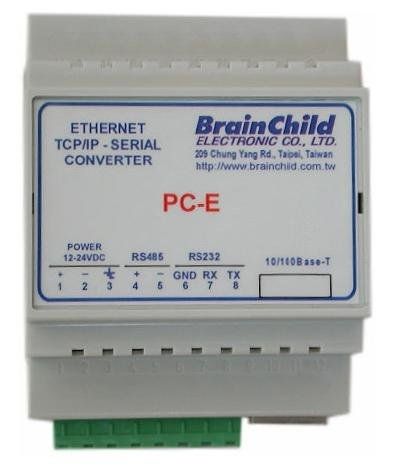 ETHERNET
TCP/IP - SERIAL
CONVERTER
BrainChild
ELECTRONIC CO., LTD.
209 Chung Yang Rd., Taipei, Taiwan
http://www.brainchild.com.tw
PC-E
POWER
12-24VDC
RS485
RS232
10/100Base-T
+ − ⏚ + − GND RX TX
1 2 3 4 5 6 7 8